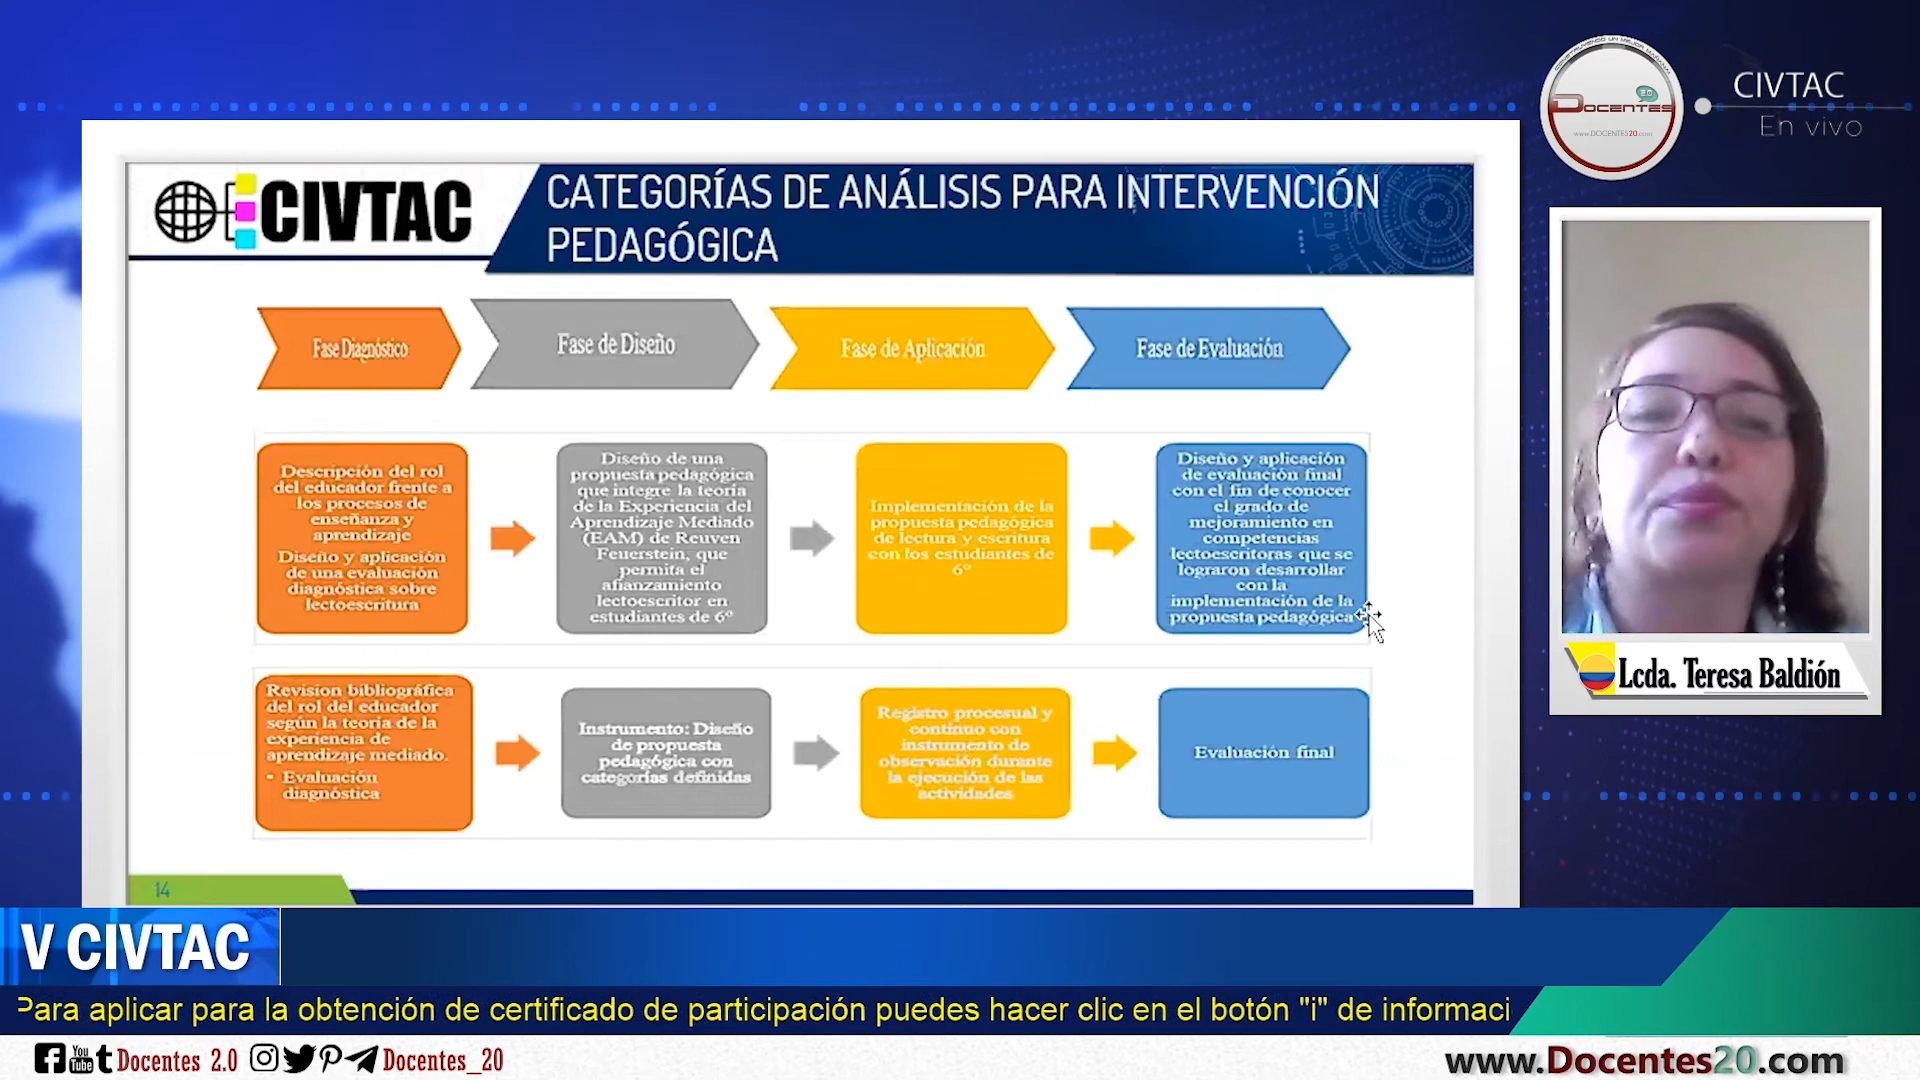 DOCENTES 2.0
www.DOCENTES20.com
CIVTAC
En vivo
CIVTAC
CATEGORÍAS DE ANÁLISIS PARA INTERVENCIÓN
PEDAGÓGICA
Fase Diagnóstico
Fase de Diseño
Fase de Aplicación
Fase de Evaluación
Descripción del rol
del educador frente a
los procesos de
enseñanza y
aprendizaje
Diseño y aplicación
de una evaluación
diagnóstica sobre
lectoescritura
Diseño de una
propuesta pedagógica
que integre la teoría
de la Experiencia del
Aprendizaje Mediado
(EAM) de Reuven
Feuerstein, que
permita el
afianzamiento
lectoescritor en
estudiantes de 6°
Implementación de la
propuesta pedagógica
de lectura y escritura
con los estudiantes de
6°
Diseño y aplicación
de evaluación final
con el fin de conocer
el grado de
mejoramiento en
competencias
lectoescritoras que se
lograron desarrollar
con la
implementación de la
propuesta pedagógica
Revision bibliográfica
del rol del educador
según la teoría de la
experiencia de
aprendizaje mediado.
- Evaluación
diagnóstica
Instrumento: Diseño
de propuesta
pedagógica con
categorías definidas
Registro procesual y
continuo con
instrumento de
observación durante
la ejecución de las
actividades
Evaluación final
14
Lcda. Teresa Baldión
V CIVTAC
Para aplicar para la obtención de certificado de participación puedes hacer clic en el botón "i" de informaci
You Tube
Docentes 2.0
Docentes_20
www.Docentes20.com